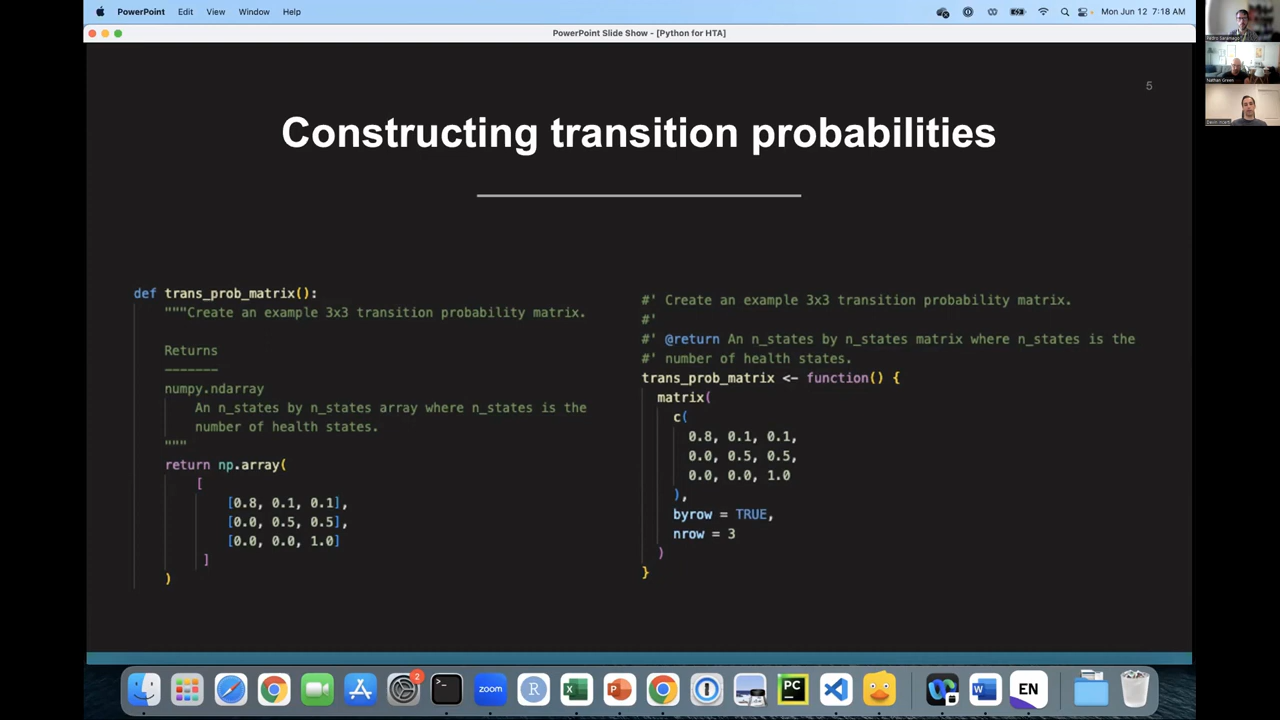 PowerPoint Edit View Window Help
Mon Jun 12 7:18 AM
PowerPoint Slide Show - [Python for HTA]
5
Constructing transition probabilities
def trans_prob_matrix():
"""Create an example 3x3 transition probability matrix.
Returns
-------
numpy.ndarray
An n_states by n_states array where n_states is the
number of health states.
"""
return np.array(
[
[0.8, 0.1, 0.1],
[0.0, 0.5, 0.5],
[0.0, 0.0, 1.0]
]
)
#' Create an example 3x3 transition probability matrix.
#'
#' @return An n_states by n_states matrix where n_states is the
#' number of health states.
trans_prob_matrix <- function() {
matrix(
c(
0.8, 0.1, 0.1,
0.0, 0.5, 0.5,
0.0, 0.0, 1.0
),
byrow = TRUE,
nrow = 3
)
}
Pedro Saramago
Nathan Green
2
>_
zoom
R
X
P
PC
W
EN